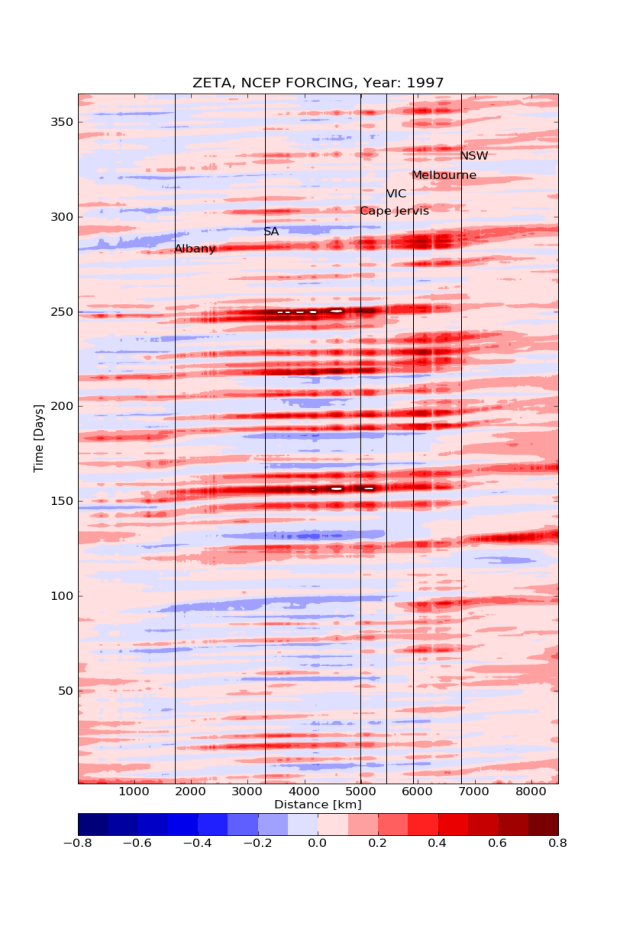 ZETA, NCEP FORCING, Year: 1997
350
NSW
Melbourne
VIC
300
Cape Jervis
SA
Albany
250
200
Time [Days]
150
100
50
1000 2000 3000 4000 5000 6000 7000 8000
Distance [km]
−0.8 −0.6 −0.4 −0.2 0.0 0.2 0.4 0.6 0.8